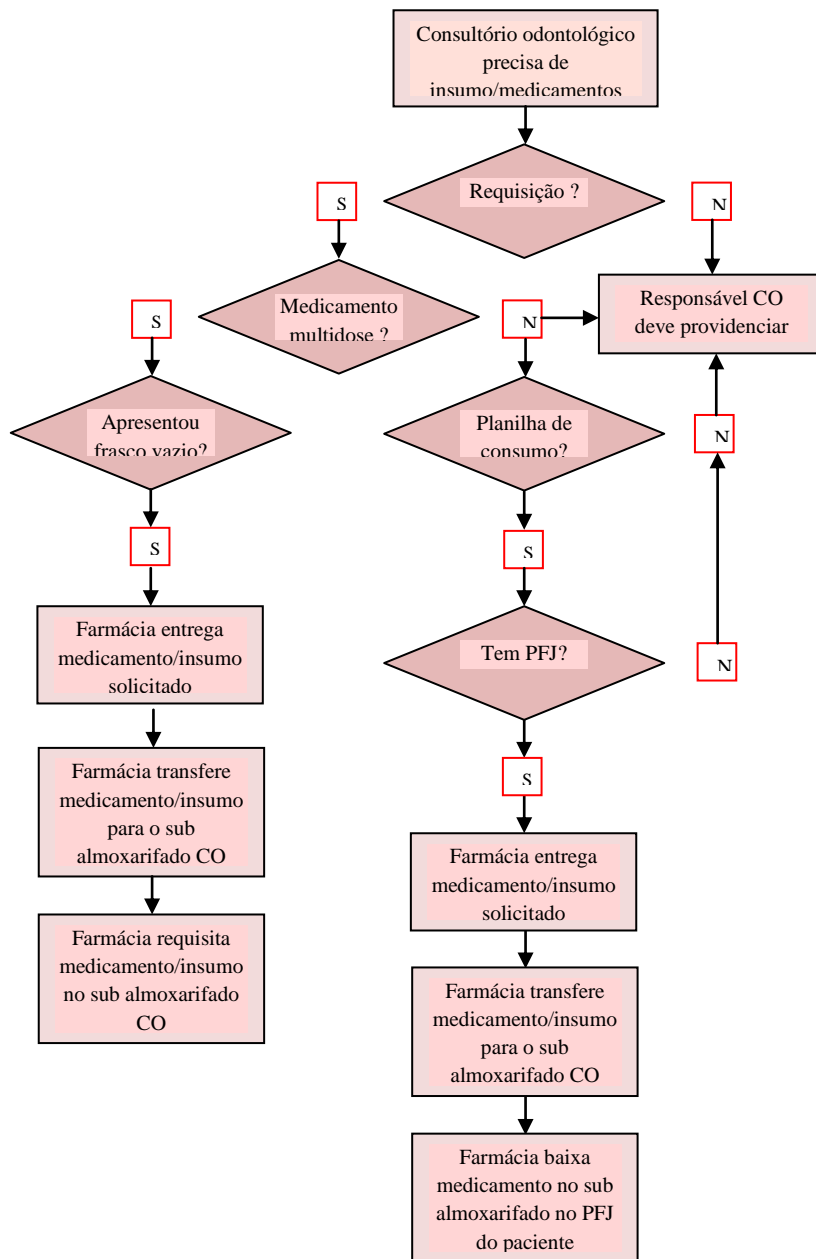 Consultório odontológico
precisa de
insumo/medicamentos
Requisição ?
S
N
Medicamento
multidose ?
S
N
Responsável CO
deve providenciar
Apresentou
frasco vazio?
Planilha de
consumo?
N
S
S
Farmácia entrega
medicamento/insumo
solicitado
Tem PFJ?
N
Farmácia transfere
medicamento/insumo
para o sub
almoxarifado CO
S
Farmácia entrega
medicamento/insumo
solicitado
Farmácia requisita
medicamento/insumo
no sub almoxarifado
CO
Farmácia transfere
medicamento/insumo
para o sub
almoxarifado CO
Farmácia baixa
medicamento no sub
almoxarifado no PFJ
do paciente